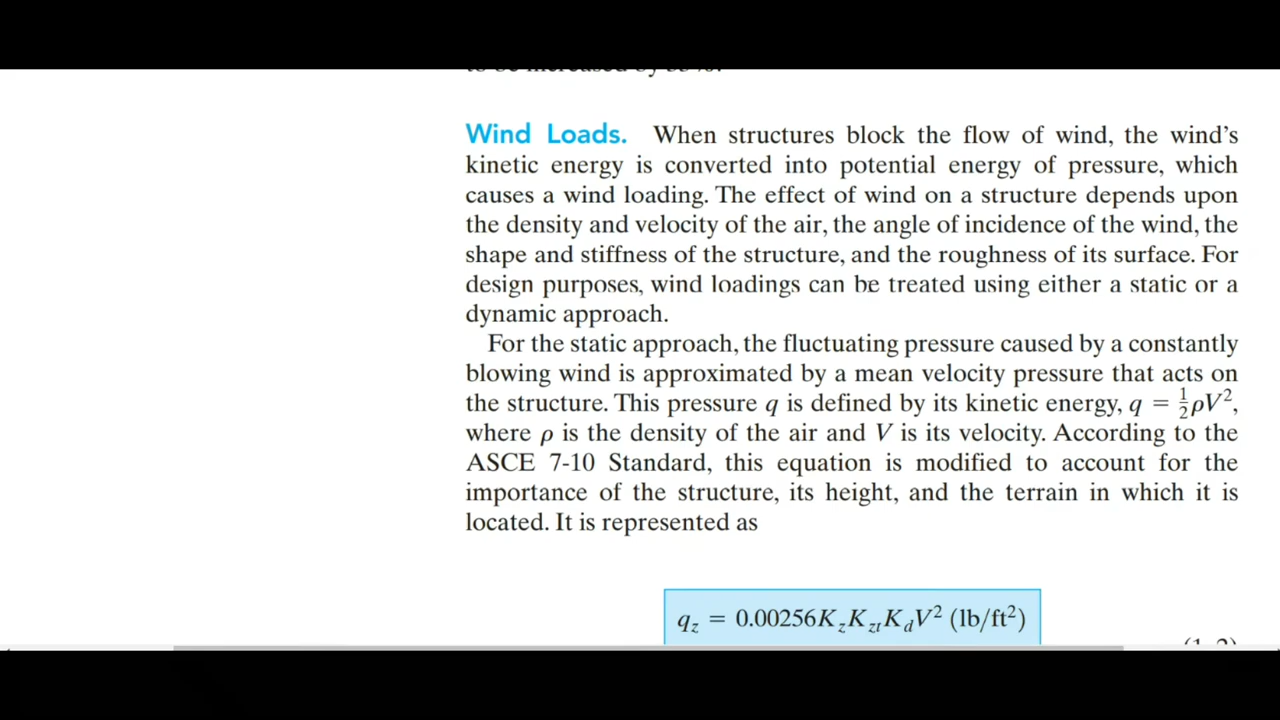 Wind Loads. When structures block the flow of wind, the wind's
kinetic energy is converted into potential energy of pressure, which
causes a wind loading. The effect of wind on a structure depends upon
the density and velocity of the air, the angle of incidence of the wind, the
shape and stiffness of the structure, and the roughness of its surface. For
design purposes, wind loadings can be treated using either a static or a
dynamic approach.
For the static approach, the fluctuating pressure caused by a constantly
blowing wind is approximated by a mean velocity pressure that acts on
the structure. This pressure q is defined by its kinetic energy, q = ½ρV²,
where ρ is the density of the air and V is its velocity. According to the
ASCE 7-10 Standard, this equation is modified to account for the
importance of the structure, its height, and the terrain in which it is
located. It is represented as
q_z = 0.00256K_zK_{zt}K_dV² (lb/ft²)